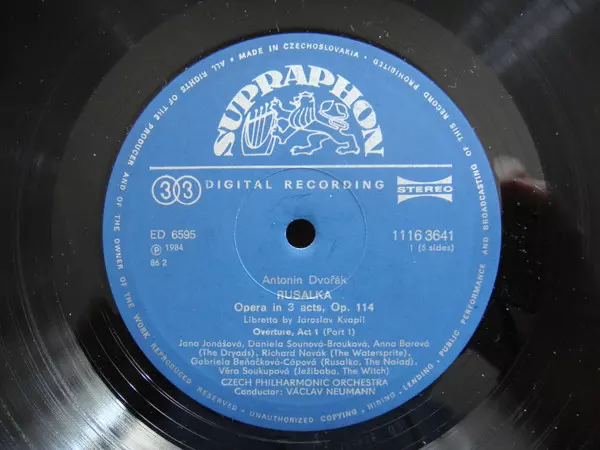 MADE IN CZECHOSLOVAKIA
ALL RIGHTS OF THE PRODUCER AND OF THE OWNER OF THE WORK REPRODUCED RESERVED - UNAUTHORIZED COPYING, HIRING, LENDING, PUBLIC PERFORMANCE AND BROADCASTING OF THIS RECORD PROHIBITED
SUPRAPHON
33 DIGITAL RECORDING STEREO
ED 6595 1116 3641
℗ 1984 1 (6 sides)
86 2
Antonín Dvořák
RUSALKA
Opera in 3 acts, Op. 114
Libretto by Jaroslav Kvapil
Overture, Act 1 (Part 1)
Jana Jonášová, Daniela Šounová-Brouková, Anna Barová
(The Dryads), Richard Novák (The Watersprite),
Gabriela Beňačková-Čápová (Rusalka, The Naiad),
Věra Soukupová (Ježibaba, The Witch)
CZECH PHILHARMONIC ORCHESTRA
Conductor: VÁCLAV NEUMANN